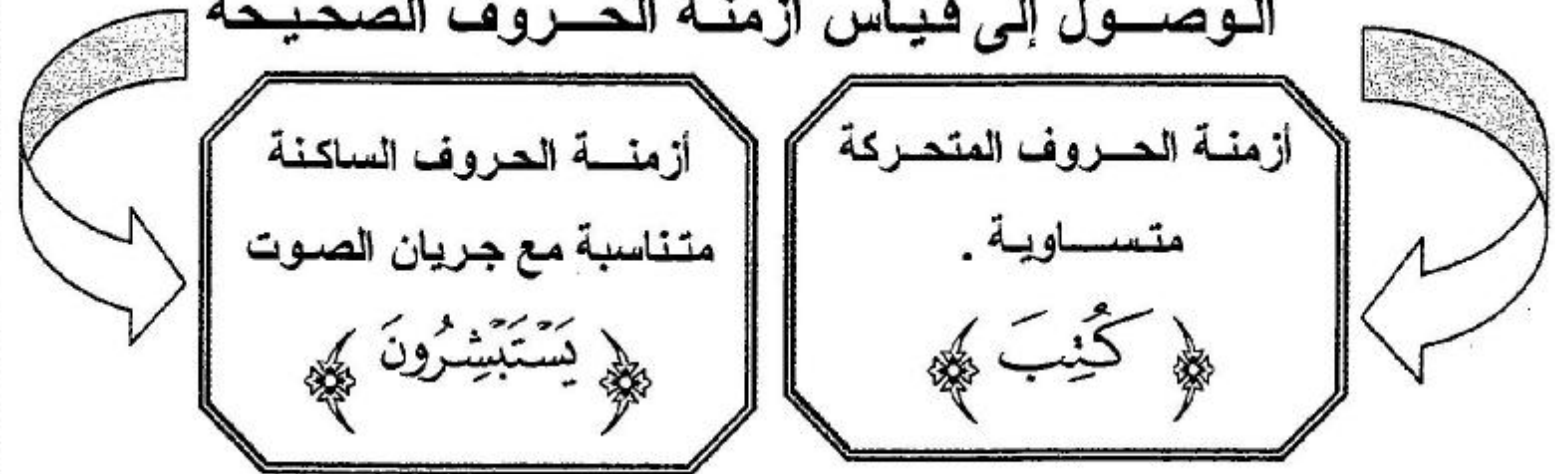 الوصول إلى قياس أزمنة الحروف الصحيحة
أزمنة الحروف المتحركة
متساوية .
﴿ كُتِبَ ﴾
أزمنة الحروف الساكنة
متناسبة مع جريان الصوت
﴿ يَسْتَبْشِرُونَ ﴾